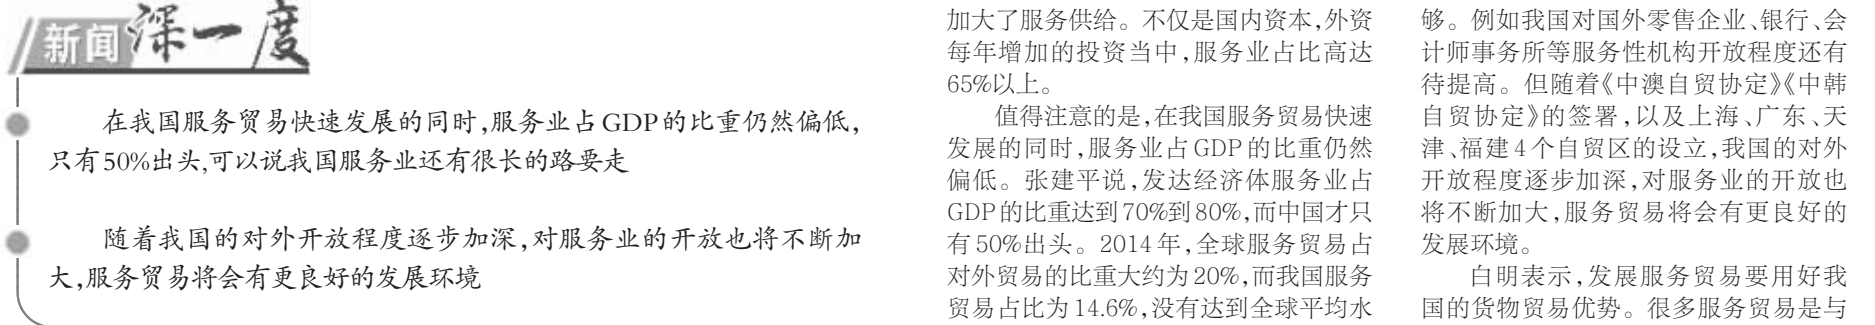 新闻深一度
在我国服务贸易快速发展的同时,服务业占GDP的比重仍然偏低,
只有50%出头,可以说我国服务业还有很长的路要走
随着我国的对外开放程度逐步加深,对服务业的开放也将不断加
大,服务贸易将会有更良好的发展环境
加大了服务供给。不仅是国内资本,外资
每年增加的投资当中,服务业占比高达
65%以上。
值得注意的是,在我国服务贸易快速
发展的同时,服务业占GDP的比重仍然
偏低。张建平说,发达经济体服务业占
GDP的比重达到70%到80%,而中国才只
有50%出头。2014年,全球服务贸易占
对外贸易的比重大约为20%,而我国服务
贸易占比为14.6%,没有达到全球平均水
够。例如我国对国外零售企业、银行、会
计师事务所等服务性机构开放程度还有
待提高。但随着《中澳自贸协定》《中韩
自贸协定》的签署,以及上海、广东、天
津、福建4个自贸区的设立,我国的对外
开放程度逐步加深,对服务业的开放也
将不断加大,服务贸易将会有更良好的
发展环境。
白明表示,发展服务贸易要用好我
国的货物贸易优势。很多服务贸易是与